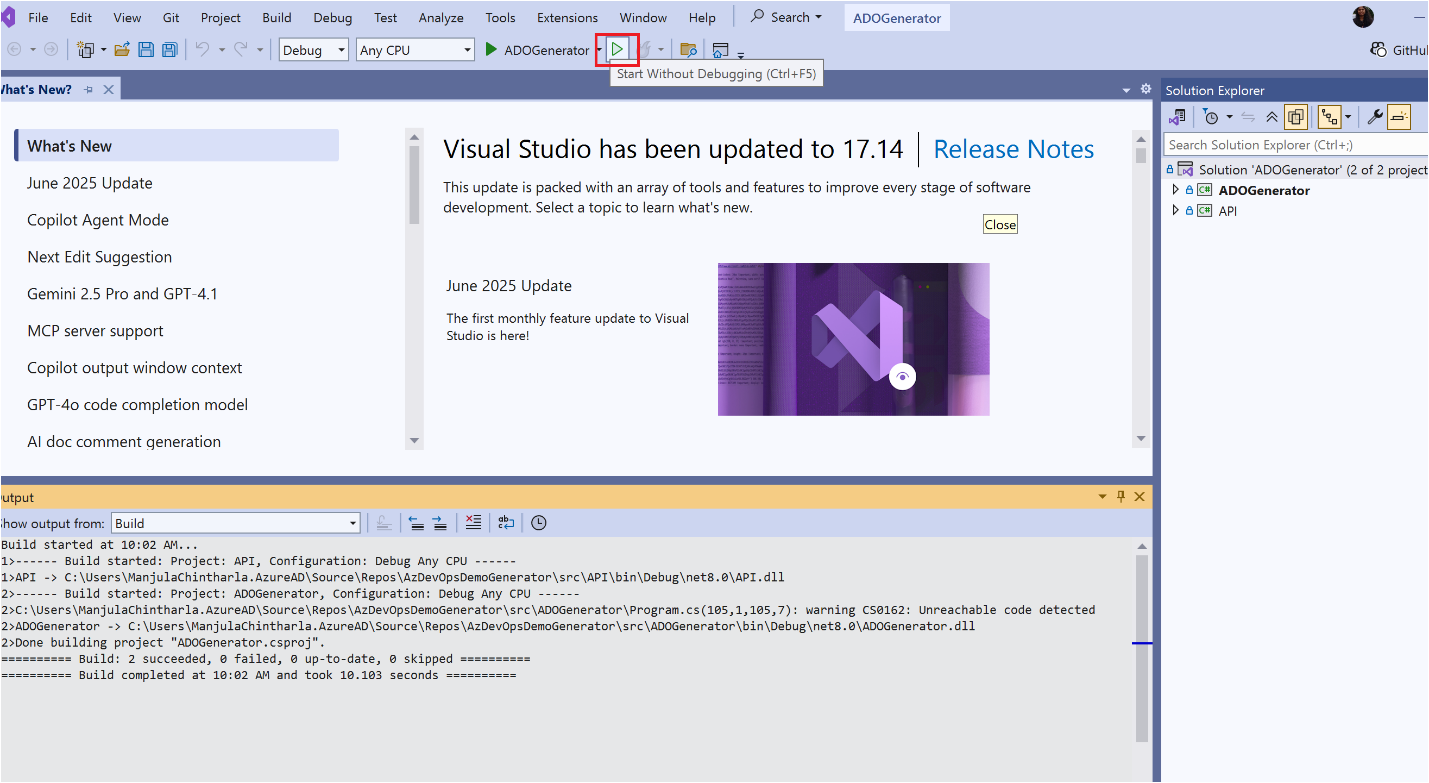 File Edit View Git Project Build Debug Test Analyze Tools Extensions Window Help Search ADOGenerator
Debug Any CPU ADOGenerator GitHu
Start Without Debugging (Ctrl+F5)
What's New?
Solution Explorer
Search Solution Explorer (Ctrl+;)
Solution 'ADOGenerator' (2 of 2 project
ADOGenerator
API
What's New
June 2025 Update
Copilot Agent Mode
Next Edit Suggestion
Gemini 2.5 Pro and GPT-4.1
MCP server support
Copilot output window context
GPT-4o code completion model
AI doc comment generation
Visual Studio has been updated to 17.14 Release Notes
This update is packed with an array of tools and features to improve every stage of software
development. Select a topic to learn what's new.
Close
June 2025 Update
The first monthly feature update to Visual
Studio is here!
utput
how output from: Build
Build started at 10:02 AM...
1>------ Build started: Project: API, Configuration: Debug Any CPU ------
1>API -> C:\Users\ManjulaChintharla.AzureAD\Source\Repos\AzDevOpsDemoGenerator\src\API\bin\Debug\net8.0\API.dll
2>------ Build started: Project: ADOGenerator, Configuration: Debug Any CPU ------
2>C:\Users\ManjulaChintharla.AzureAD\Source\Repos\AzDevOpsDemoGenerator\src\ADOGenerator\Program.cs(105,1,105,7): warning CS0162: Unreachable code detected
2>ADOGenerator -> C:\Users\ManjulaChintharla.AzureAD\Source\Repos\AzDevOpsDemoGenerator\src\ADOGenerator\bin\Debug\net8.0\ADOGenerator.dll
2>Done building project "ADOGenerator.csproj".
========== Build: 2 succeeded, 0 failed, 0 up-to-date, 0 skipped ==========
========== Build completed at 10:02 AM and took 10.103 seconds ==========